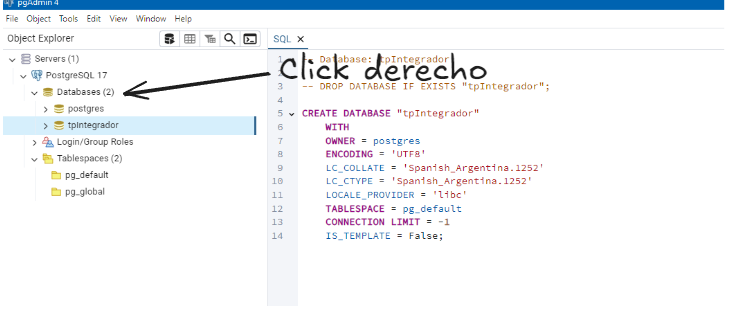 pgAdmin 4
File Object Tools Edit View Window Help
Object Explorer
SQL
Servers (1)
PostgreSQL 17
Databases (2)
postgres
tpIntegrador
Login/Group Roles
Tablespaces (2)
pg_default
pg_global
Click derecho
1 -- Database: tpIntegrador
2
3 -- DROP DATABASE IF EXISTS "tpIntegrador";
4
5 CREATE DATABASE "tpIntegrador"
6 WITH
7 OWNER = postgres
8 ENCODING = 'UTF8'
9 LC_COLLATE = 'Spanish_Argentina.1252'
10 LC_CTYPE = 'Spanish_Argentina.1252'
11 LOCALE_PROVIDER = 'libc'
12 TABLESPACE = pg_default
13 CONNECTION LIMIT = -1
14 IS_TEMPLATE = False;